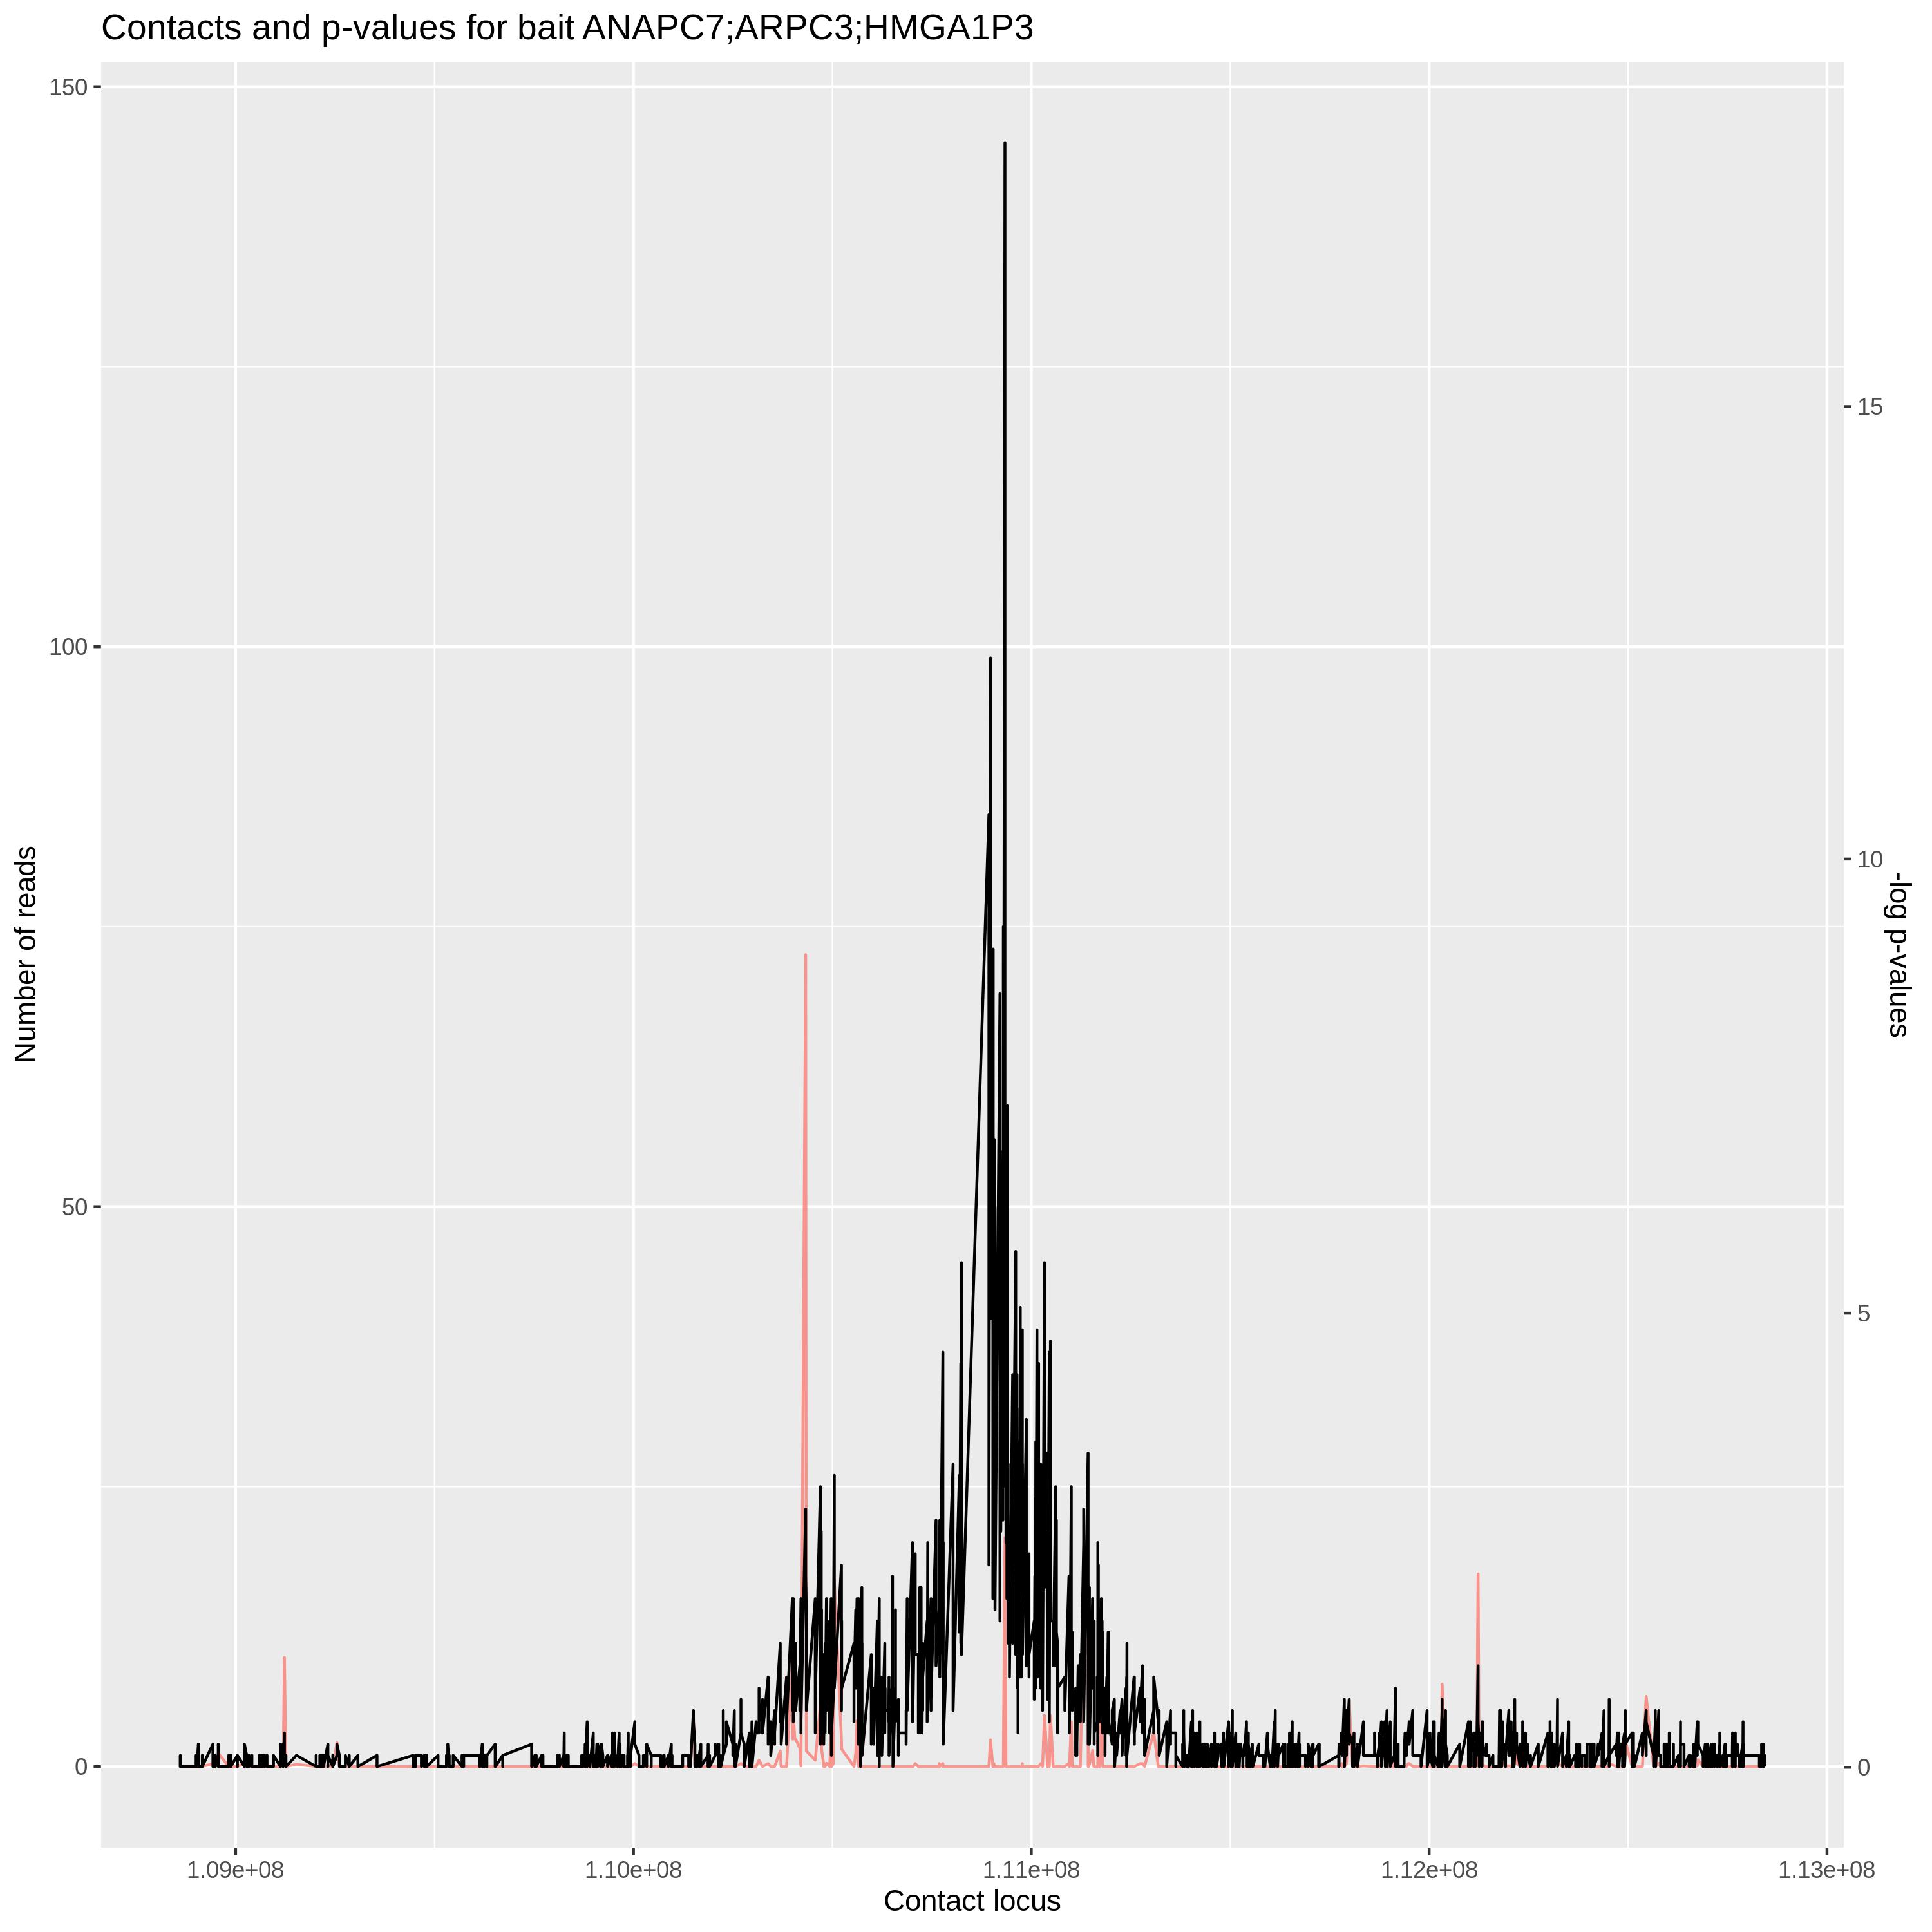 Contacts and p-values for bait ANAPC7;ARPC3;HMGA1P3
150
100
50
0
Number of reads
15
10
5
0
-log p-values
1.09e+08
1.10e+08
1.11e+08
1.12e+08
1.13e+08
Contact locus